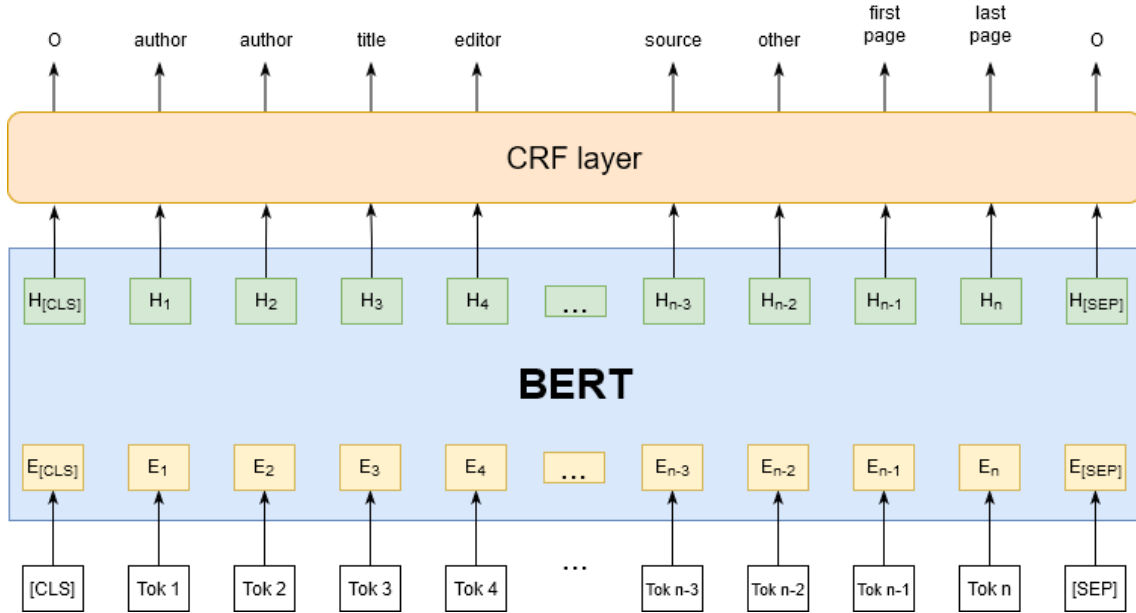 O author author title editor source other first page last page O
CRF layer
H[CLS] H1 H2 H3 H4 ... Hn-3 Hn-2 Hn-1 Hn H[SEP]
BERT
E[CLS] E1 E2 E3 E4 ... En-3 En-2 En-1 En E[SEP]
[CLS] Tok 1 Tok 2 Tok 3 Tok 4 ... Tok n-3 Tok n-2 Tok n-1 Tok n [SEP]